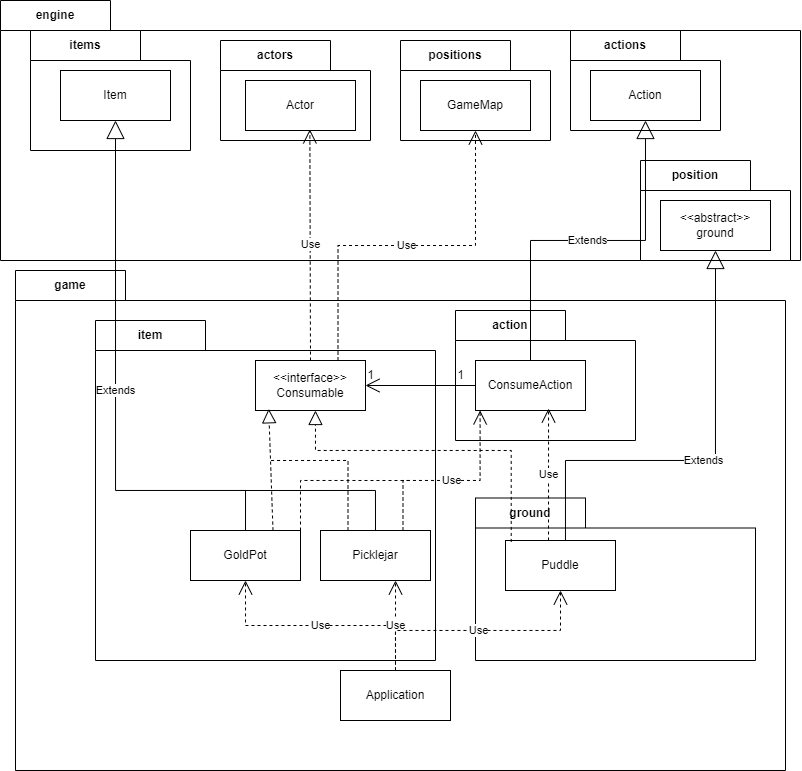 engine
items
actors
positions
actions
Item
Actor
GameMap
Action
position
<<abstract>>
ground
Use
Use
Extends
game
item
action
<<interface>>
Consumable
1
1
ConsumeAction
Extends
Extends
Use
Use
ground
GoldPot
Picklejar
Puddle
Use
Use
Use
Application